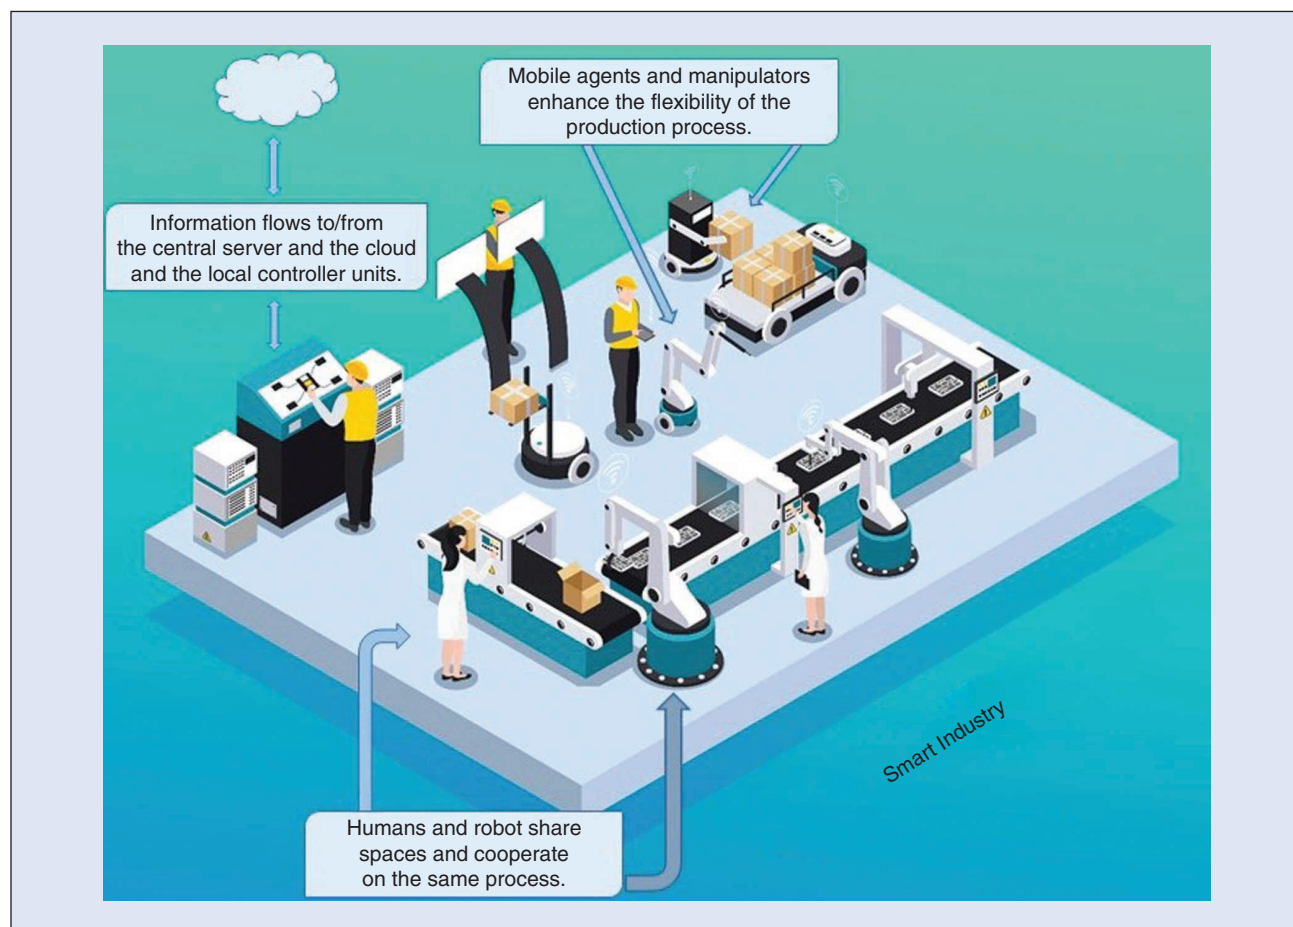 Mobile agents and manipulators
enhance the flexibility of the
production process.
Information flows to/from
the central server and the cloud
and the local controller units.
Smart Industry
Humans and robot share
spaces and cooperate
on the same process.